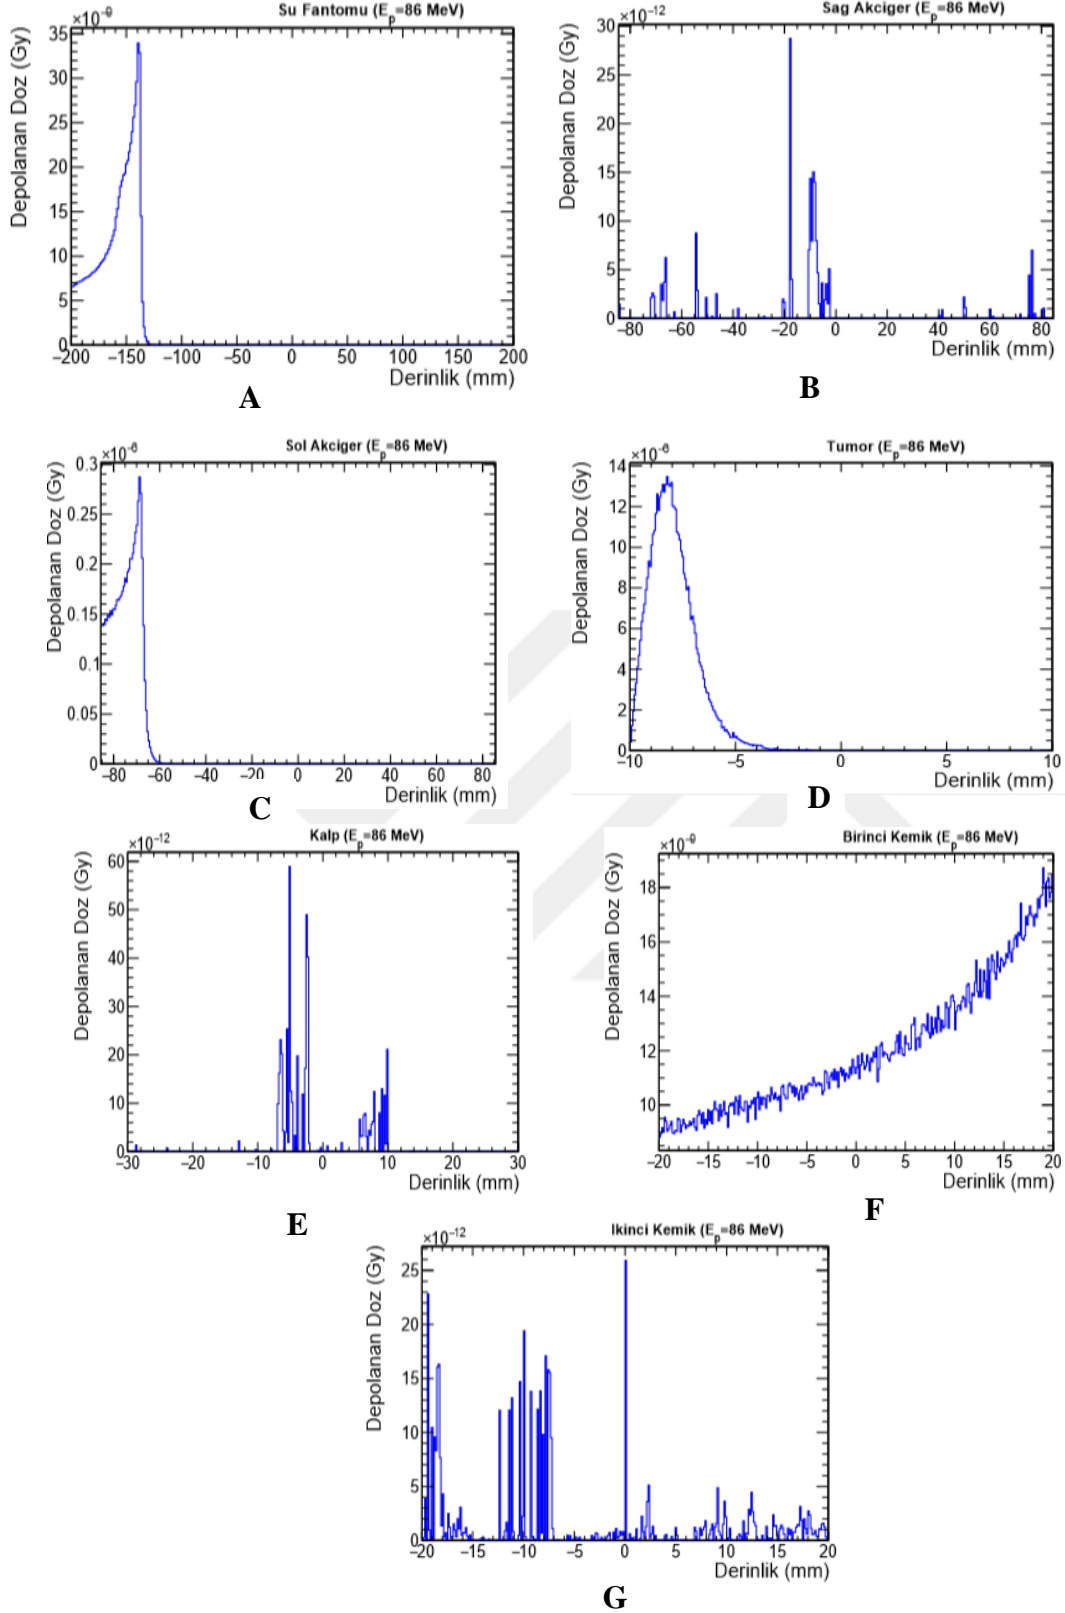 Su Fantomu (Ep=86 MeV)
×10⁻⁹
Depolanan Doz (Gy)
35
30
25
20
15
10
5
0
−200 −150 −100 −50 0 50 100 150 200
Derinlik (mm)
A
Sag Akciger (Ep=86 MeV)
×10⁻¹²
Depolanan Doz (Gy)
30
25
20
15
10
5
0
−80 −60 −40 −20 0 20 40 60 80
Derinlik (mm)
B
Sol Akciger (Ep=86 MeV)
×10⁻⁶
Depolanan Doz (Gy)
0.3
0.25
0.2
0.15
0.1
0.05
0
−80 −60 −40 −20 0 20 40 60 80
Derinlik (mm)
C
Tumor (Ep=86 MeV)
×10⁻⁶
Depolanan Doz (Gy)
14
12
10
8
6
4
2
0
−10 −5 0 5 10
Derinlik (mm)
D
Kalp (Ep=86 MeV)
×10⁻¹²
Depolanan Doz (Gy)
60
50
40
30
20
10
0
−30 −20 −10 0 10 20 30
Derinlik (mm)
E
Birinci Kemik (Ep=86 MeV)
×10⁻⁹
Depolanan Doz (Gy)
18
16
14
12
10
−20 −15 −10 −5 0 5 10 15 20
Derinlik (mm)
F
Ikinci Kemik (Ep=86 MeV)
×10⁻¹²
Depolanan Doz (Gy)
25
20
15
10
5
0
−20 −15 −10 −5 0 5 10 15 20
Derinlik (mm)
G